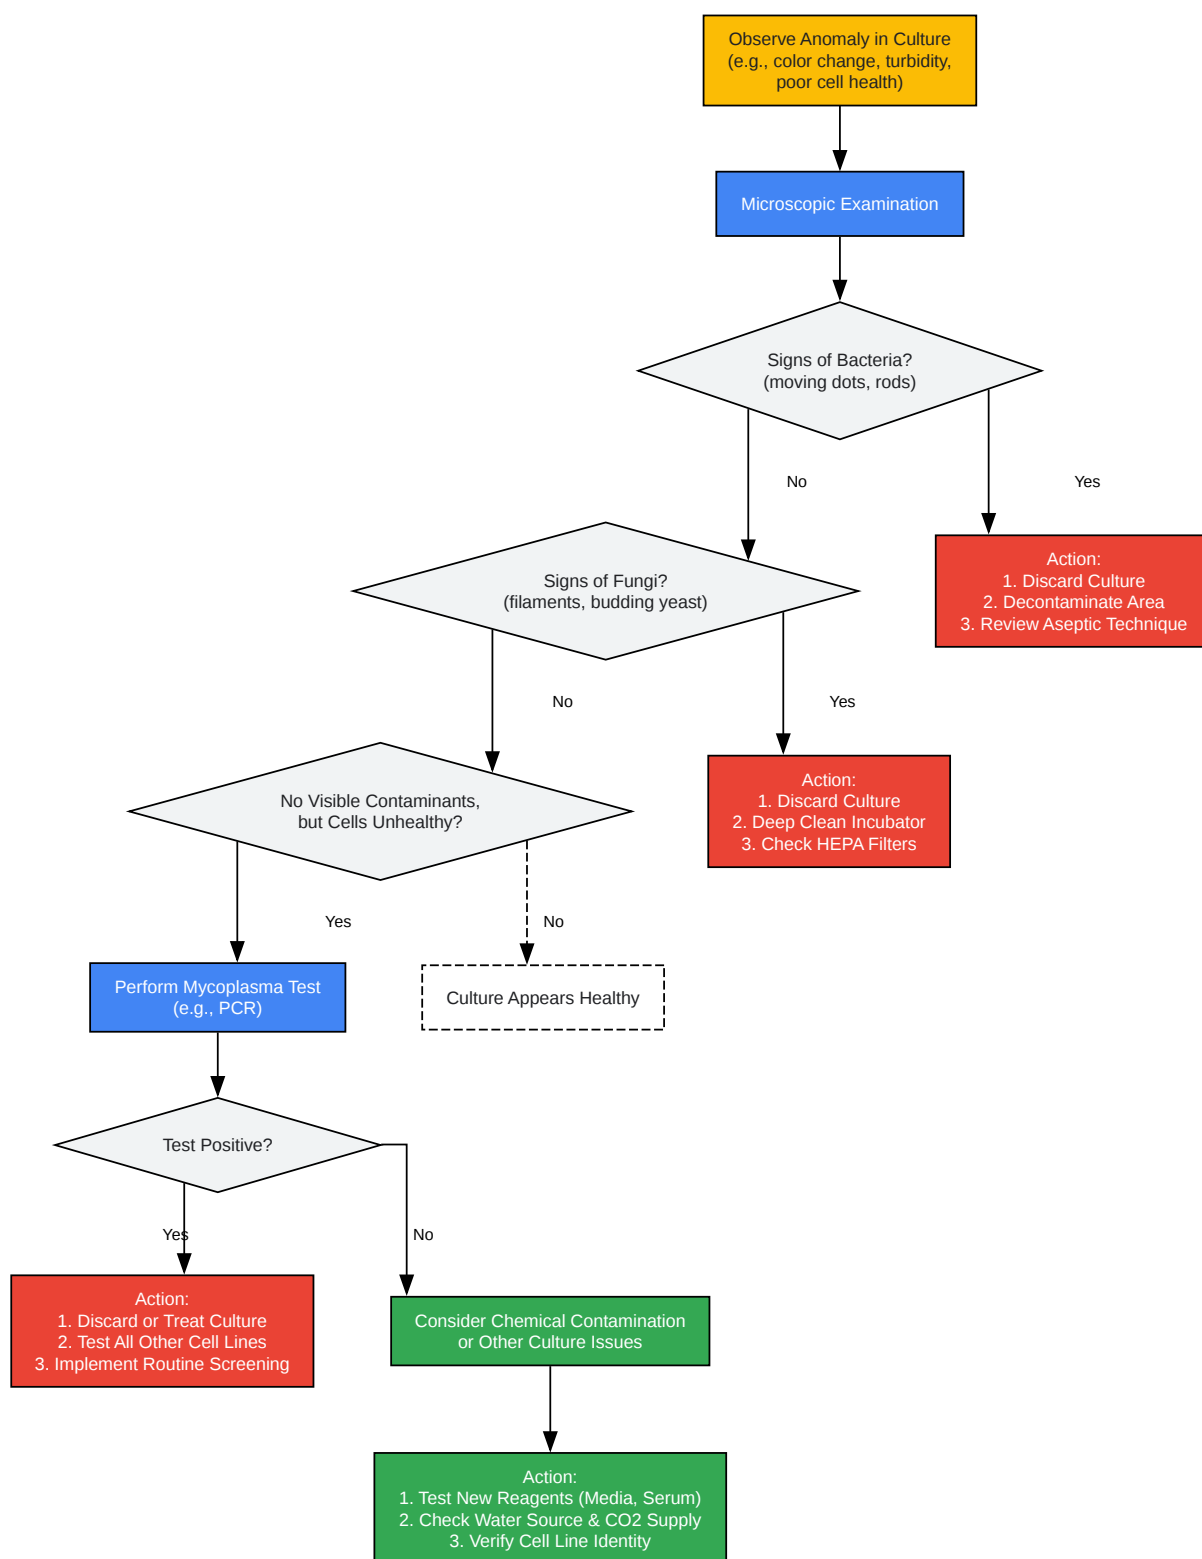 Observe Anomaly in Culture
(e.g., color change, turbidity,
poor cell health)
Microscopic Examination
Signs of Bacteria?
(moving dots, rods)
No
Yes
Action:
1. Discard Culture
2. Decontaminate Area
3. Review Aseptic Technique
Signs of Fungi?
(filaments, budding yeast)
No
Yes
Action:
1. Discard Culture
2. Deep Clean Incubator
3. Check HEPA Filters
No Visible Contaminants,
but Cells Unhealthy?
Yes
No
Perform Mycoplasma Test
(e.g., PCR)
Culture Appears Healthy
Test Positive?
Yes
No
Action:
1. Discard or Treat Culture
2. Test All Other Cell Lines
3. Implement Routine Screening
Consider Chemical Contamination
or Other Culture Issues
Action:
1. Test New Reagents (Media, Serum)
2. Check Water Source & CO2 Supply
3. Verify Cell Line Identity